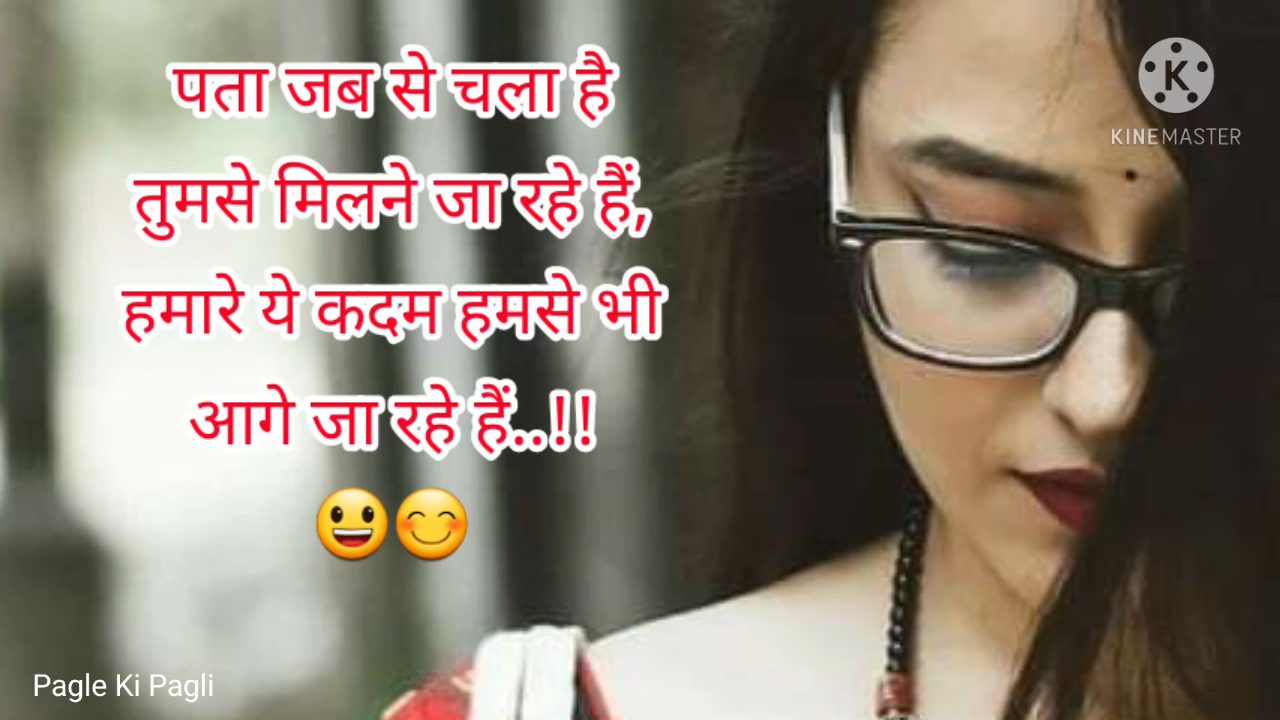 पता जब से चला है
तुमसे मिलने जा रहे हैं,
हमारे ये कदम हमसे भी
आगे जा रहे हैं..!!
😃😊
K
KINEMASTER
Pagle Ki Pagli